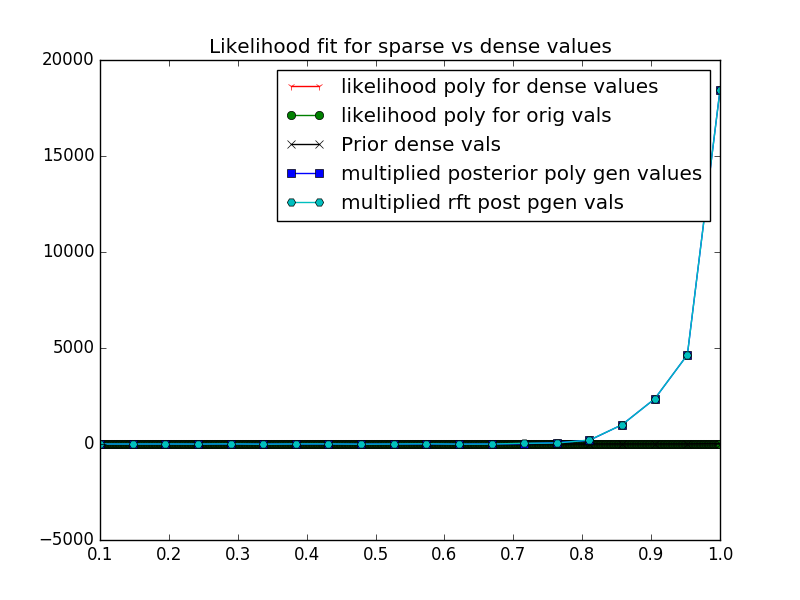 Likelihood fit for sparse vs dense values
20000
15000
10000
5000
0
−5000
likelihood poly for dense values
likelihood poly for orig vals
Prior dense vals
multiplied posterior poly gen values
multiplied rft post pgen vals
0.1 0.2 0.3 0.4 0.5 0.6 0.7 0.8 0.9 1.0